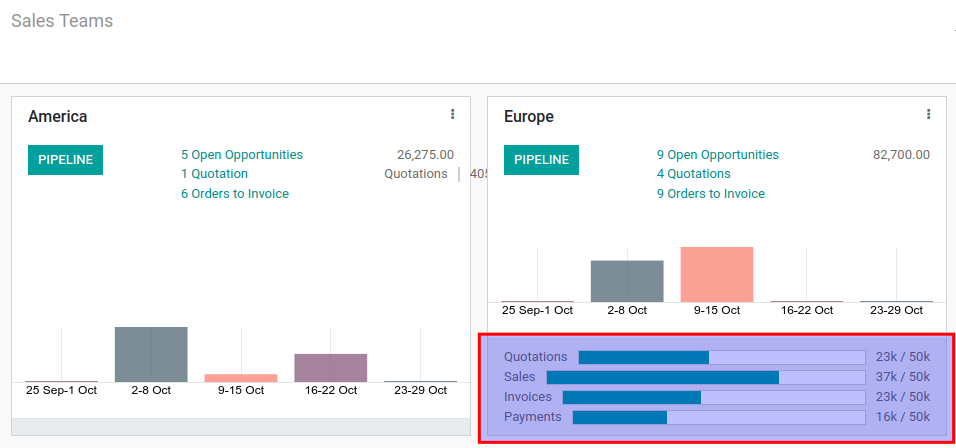 Sales Teams
America
PIPELINE
5 Open Opportunities 26,275.00
1 Quotation Quotations
6 Orders to Invoice
25 Sep-1 Oct 2-8 Oct 9-15 Oct 16-22 Oct 23-29 Oct
Europe
PIPELINE
9 Open Opportunities 82,700.00
4 Quotations
9 Orders to Invoice
25 Sep-1 Oct 2-8 Oct 9-15 Oct 16-22 Oct 23-29 Oct
Quotations 23k / 50k
Sales 37k / 50k
Invoices 23k / 50k
Payments 16k / 50k